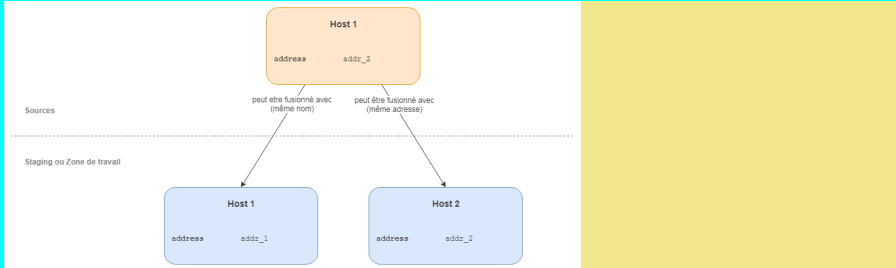 Host 1
address addr_2
peut etre fusionné avec
(même nom)
peut être fusionné avec
(même adresse)
Sources
Staging ou Zone de travail
Host 1
address addr_1
Host 2
address addr_2